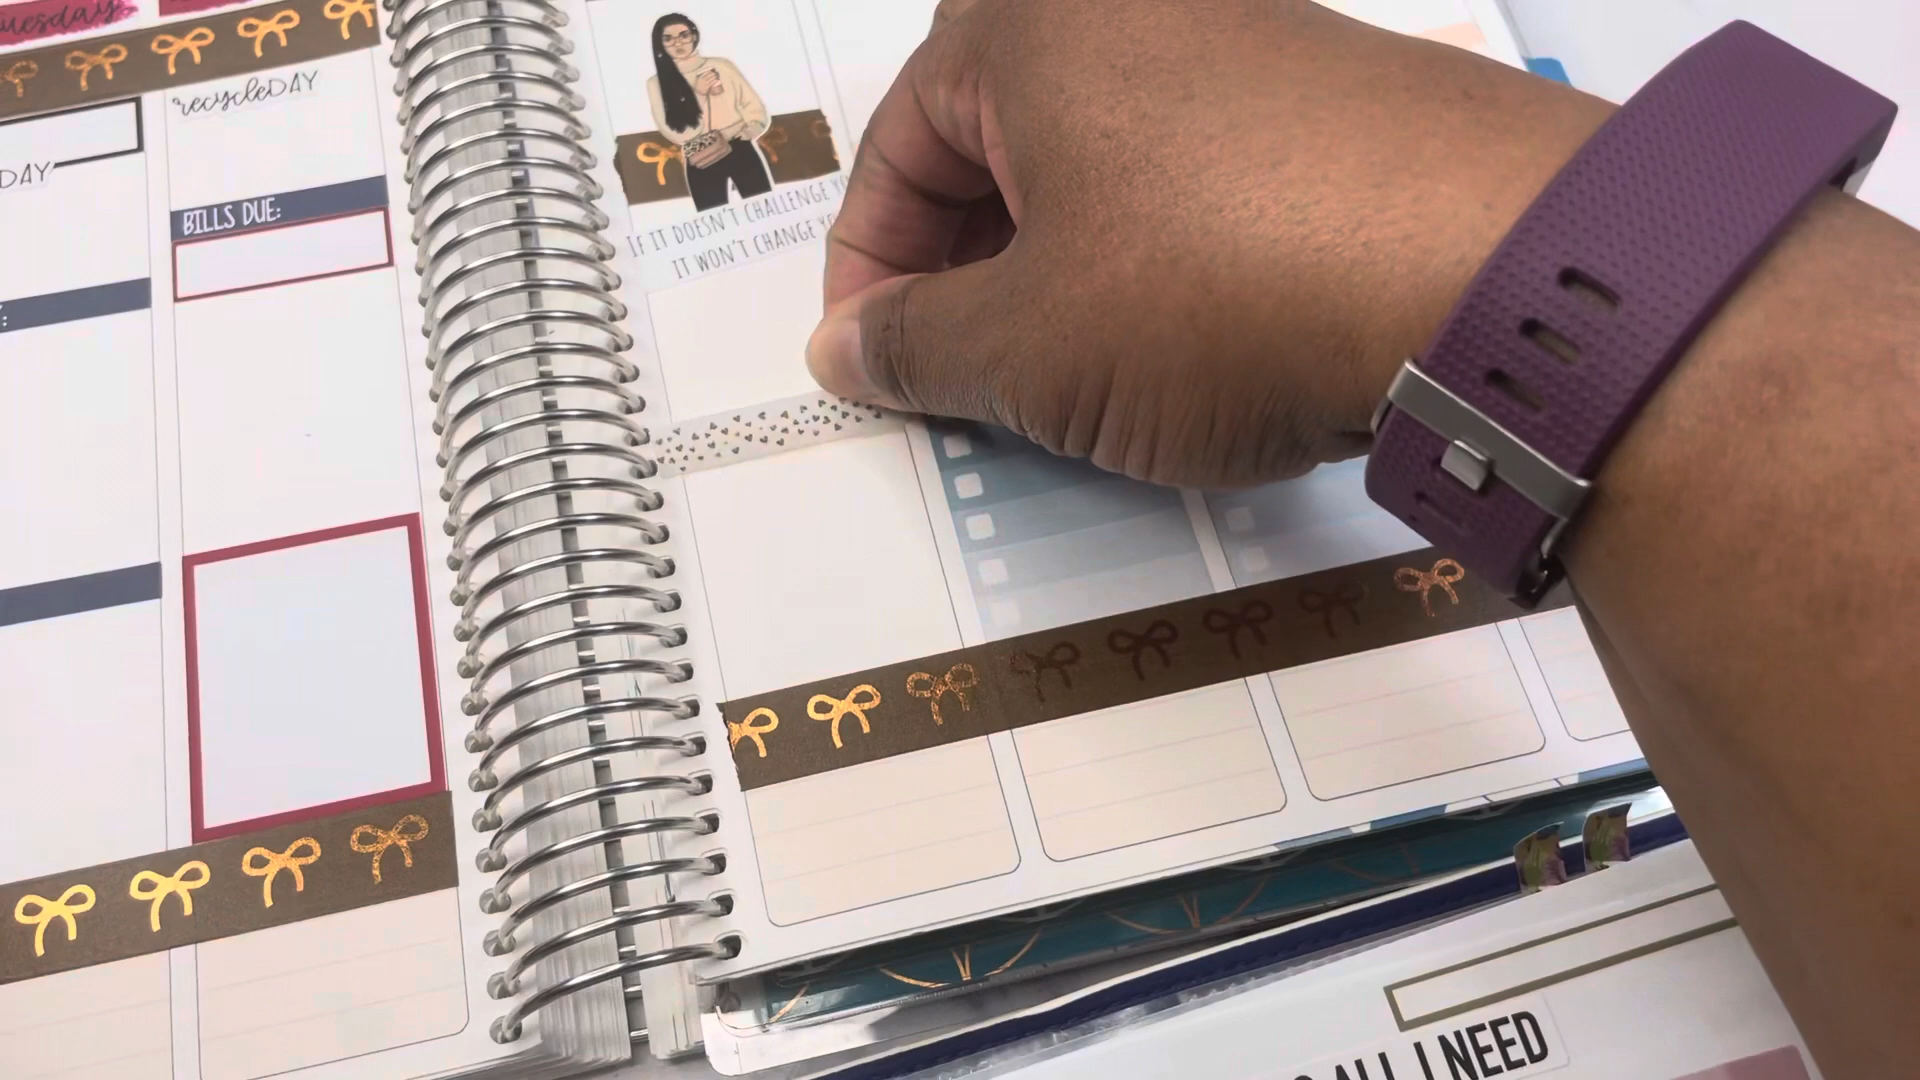 recycleDAY
DAY
BILLS DUE:
IF IT DOESN'T CHALLENGE
IT WON'T CHANGE
ALL I NEED